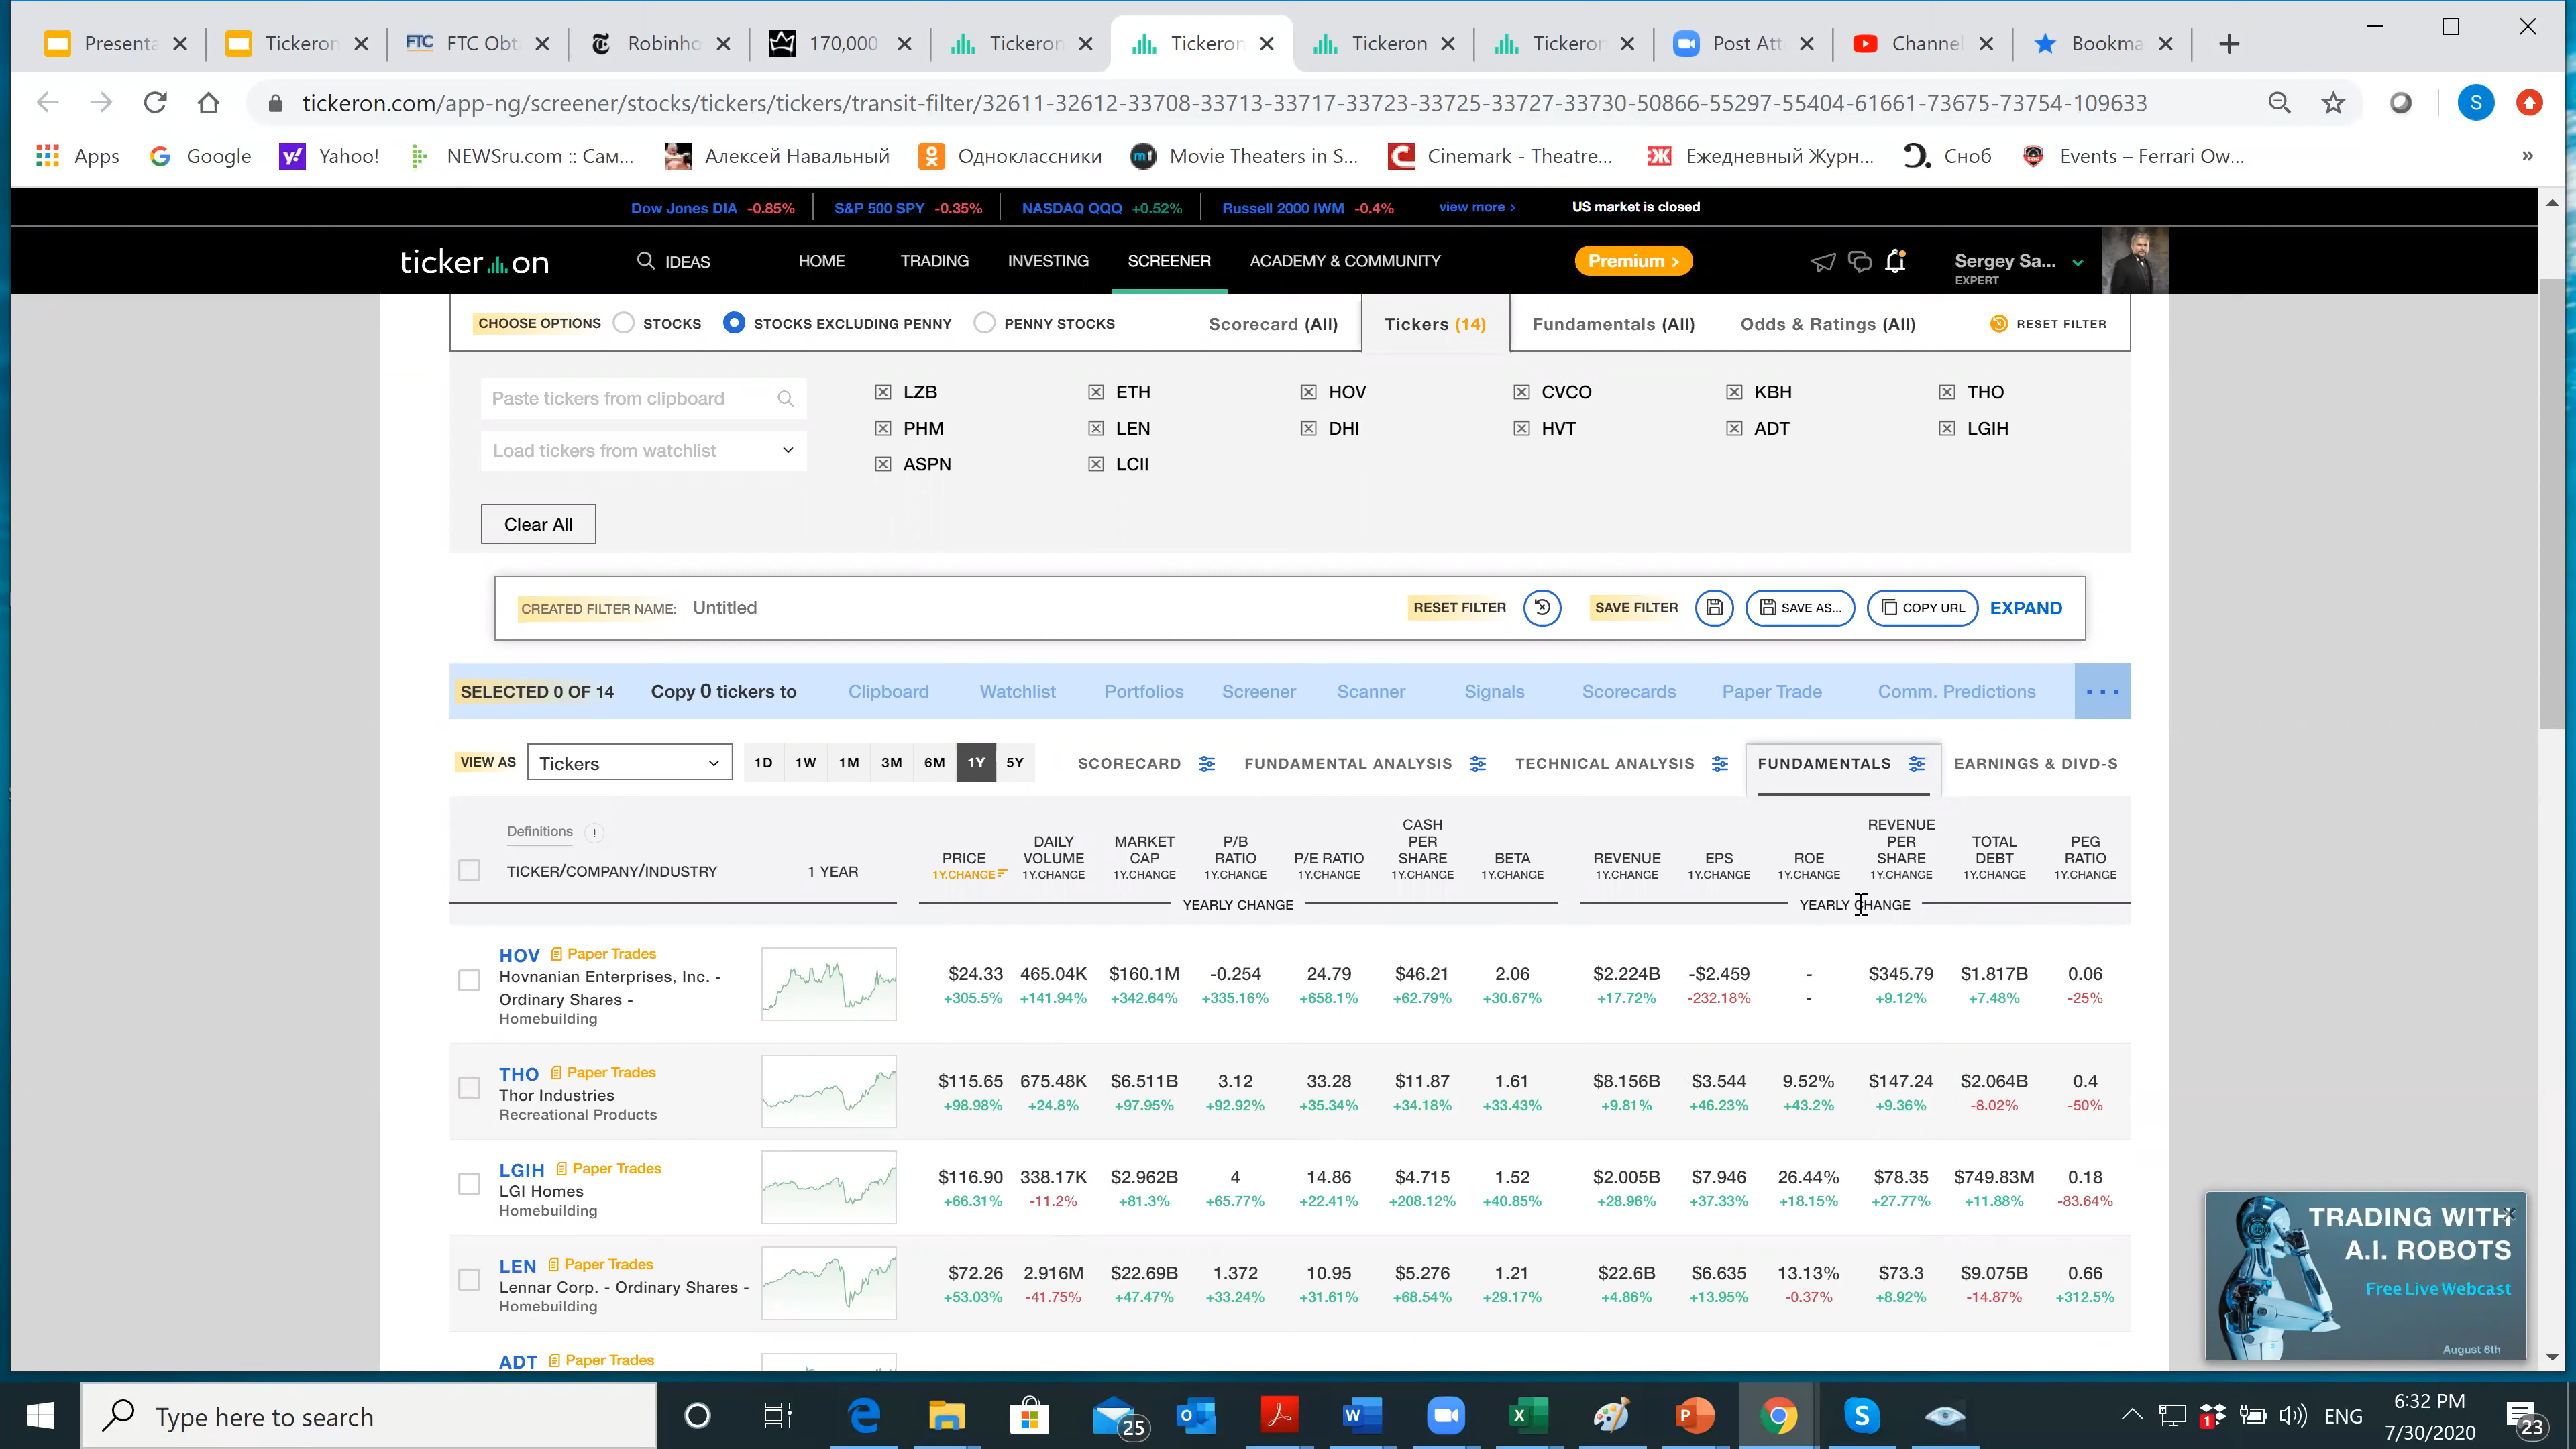 Presenta
Tickeron
FTC FTC Obt
Robinho
170,000
Tickeron
Tickeron
Tickeron
Tickeron
Post Att
Channel
Bookma
tickeron.com/app-ng/screener/stocks/tickers/tickers/transit-filter/32611-32612-33708-33713-33717-33723-33725-33727-33730-50866-55297-55404-61661-73675-73754-109633
S
Apps
Google
Yahoo!
NEWSru.com :: Сам...
Алексей Навальный
Одноклассники
Movie Theaters in S...
Cinemark - Theatre...
Ежедневный Журн...
Сноб
Events – Ferrari Ow...
»
Dow Jones DIA -0.85%
S&P 500 SPY -0.35%
NASDAQ QQQ +0.52%
Russell 2000 IWM -0.4%
view more >
US market is closed
tickeron
IDEAS
HOME
TRADING
INVESTING
SCREENER
ACADEMY & COMMUNITY
Premium >
Sergey Sa...
EXPERT
CHOOSE OPTIONS
STOCKS
STOCKS EXCLUDING PENNY
PENNY STOCKS
Scorecard (All)
Tickers (14)
Fundamentals (All)
Odds & Ratings (All)
RESET FILTER
Paste tickers from clipboard
Load tickers from watchlist
LZB ETH HOV CVCO KBH THO
PHM LEN DHI HVT ADT LGIH
ASPN LCII
Clear All
CREATED FILTER NAME: Untitled
RESET FILTER
SAVE FILTER
SAVE AS...
COPY URL
EXPAND
SELECTED 0 OF 14
Copy 0 tickers to
Clipboard
Watchlist
Portfolios
Screener
Scanner
Signals
Scorecards
Paper Trade
Comm. Predictions
...
VIEW AS
Tickers
1D 1W 1M 3M 6M 1Y 5Y
SCORECARD
FUNDAMENTAL ANALYSIS
TECHNICAL ANALYSIS
FUNDAMENTALS
EARNINGS & DIVD-S
Definitions !
TICKER/COMPANY/INDUSTRY
1 YEAR
PRICE
1Y.CHANGE
DAILY
VOLUME
1Y.CHANGE
MARKET
CAP
1Y.CHANGE
P/B
RATIO
1Y.CHANGE
P/E RATIO
1Y.CHANGE
CASH
PER
SHARE
1Y.CHANGE
BETA
1Y.CHANGE
REVENUE
1Y.CHANGE
EPS
1Y.CHANGE
ROE
1Y.CHANGE
REVENUE
PER
SHARE
1Y.CHANGE
TOTAL
DEBT
1Y.CHANGE
PEG
RATIO
1Y.CHANGE
YEARLY CHANGE
YEARLY CHANGE
HOV Paper Trades
Hovnanian Enterprises, Inc. -
Ordinary Shares -
Homebuilding
$24.33 465.04K $160.1M -0.254 24.79 $46.21 2.06 $2.224B -$2.459 - $345.79 $1.817B 0.06
+305.5% +141.94% +342.64% +335.16% +658.1% +62.79% +30.67% +17.72% -232.18% - +9.12% +7.48% -25%
THO Paper Trades
Thor Industries
Recreational Products
$115.65 675.48K $6.511B 3.12 33.28 $11.87 1.61 $8.156B $3.544 9.52% $147.24 $2.064B 0.4
+98.98% +24.8% +97.95% +92.92% +35.34% +34.18% +33.43% +9.81% +46.23% +43.2% +9.36% -8.02% -50%
LGIH Paper Trades
LGI Homes
Homebuilding
$116.90 338.17K $2.962B 4 14.86 $4.715 1.52 $2.005B $7.946 26.44% $78.35 $749.83M 0.18
+66.31% -11.2% +81.3% +65.77% +22.41% +208.12% +40.85% +28.96% +37.33% +18.15% +27.77% +11.88% -83.64%
LEN Paper Trades
Lennar Corp. - Ordinary Shares -
Homebuilding
$72.26 2.916M $22.69B 1.372 10.95 $5.276 1.21 $22.6B $6.635 13.13% $73.3 $9.075B 0.66
+53.03% -41.75% +47.47% +33.24% +31.61% +68.54% +29.17% +4.86% +13.95% -0.37% +8.92% -14.87% +312.5%
ADT Paper Trades
TRADING WITH
A.I. ROBOTS
Free Live Webcast
August 6th
Type here to search
25
1
ENG
6:32 PM
7/30/2020
23